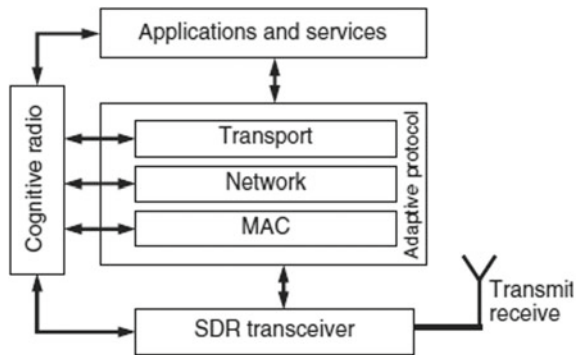 Applications and services
Cognitive radio
Transport
Network
MAC
Adaptive protocol
SDR transceiver
Transmit
receive